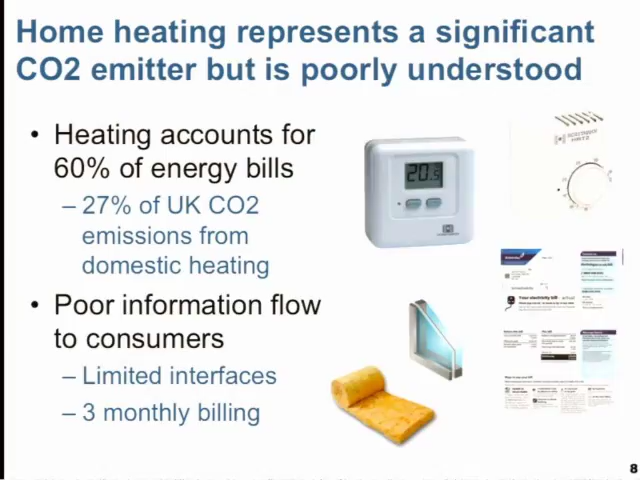 Home heating represents a significant
CO2 emitter but is poorly understood
• Heating accounts for
60% of energy bills
– 27% of UK CO2
emissions from
domestic heating
• Poor information flow
to consumers
– Limited interfaces
– 3 monthly billing
20.5
Your electricity bill
8